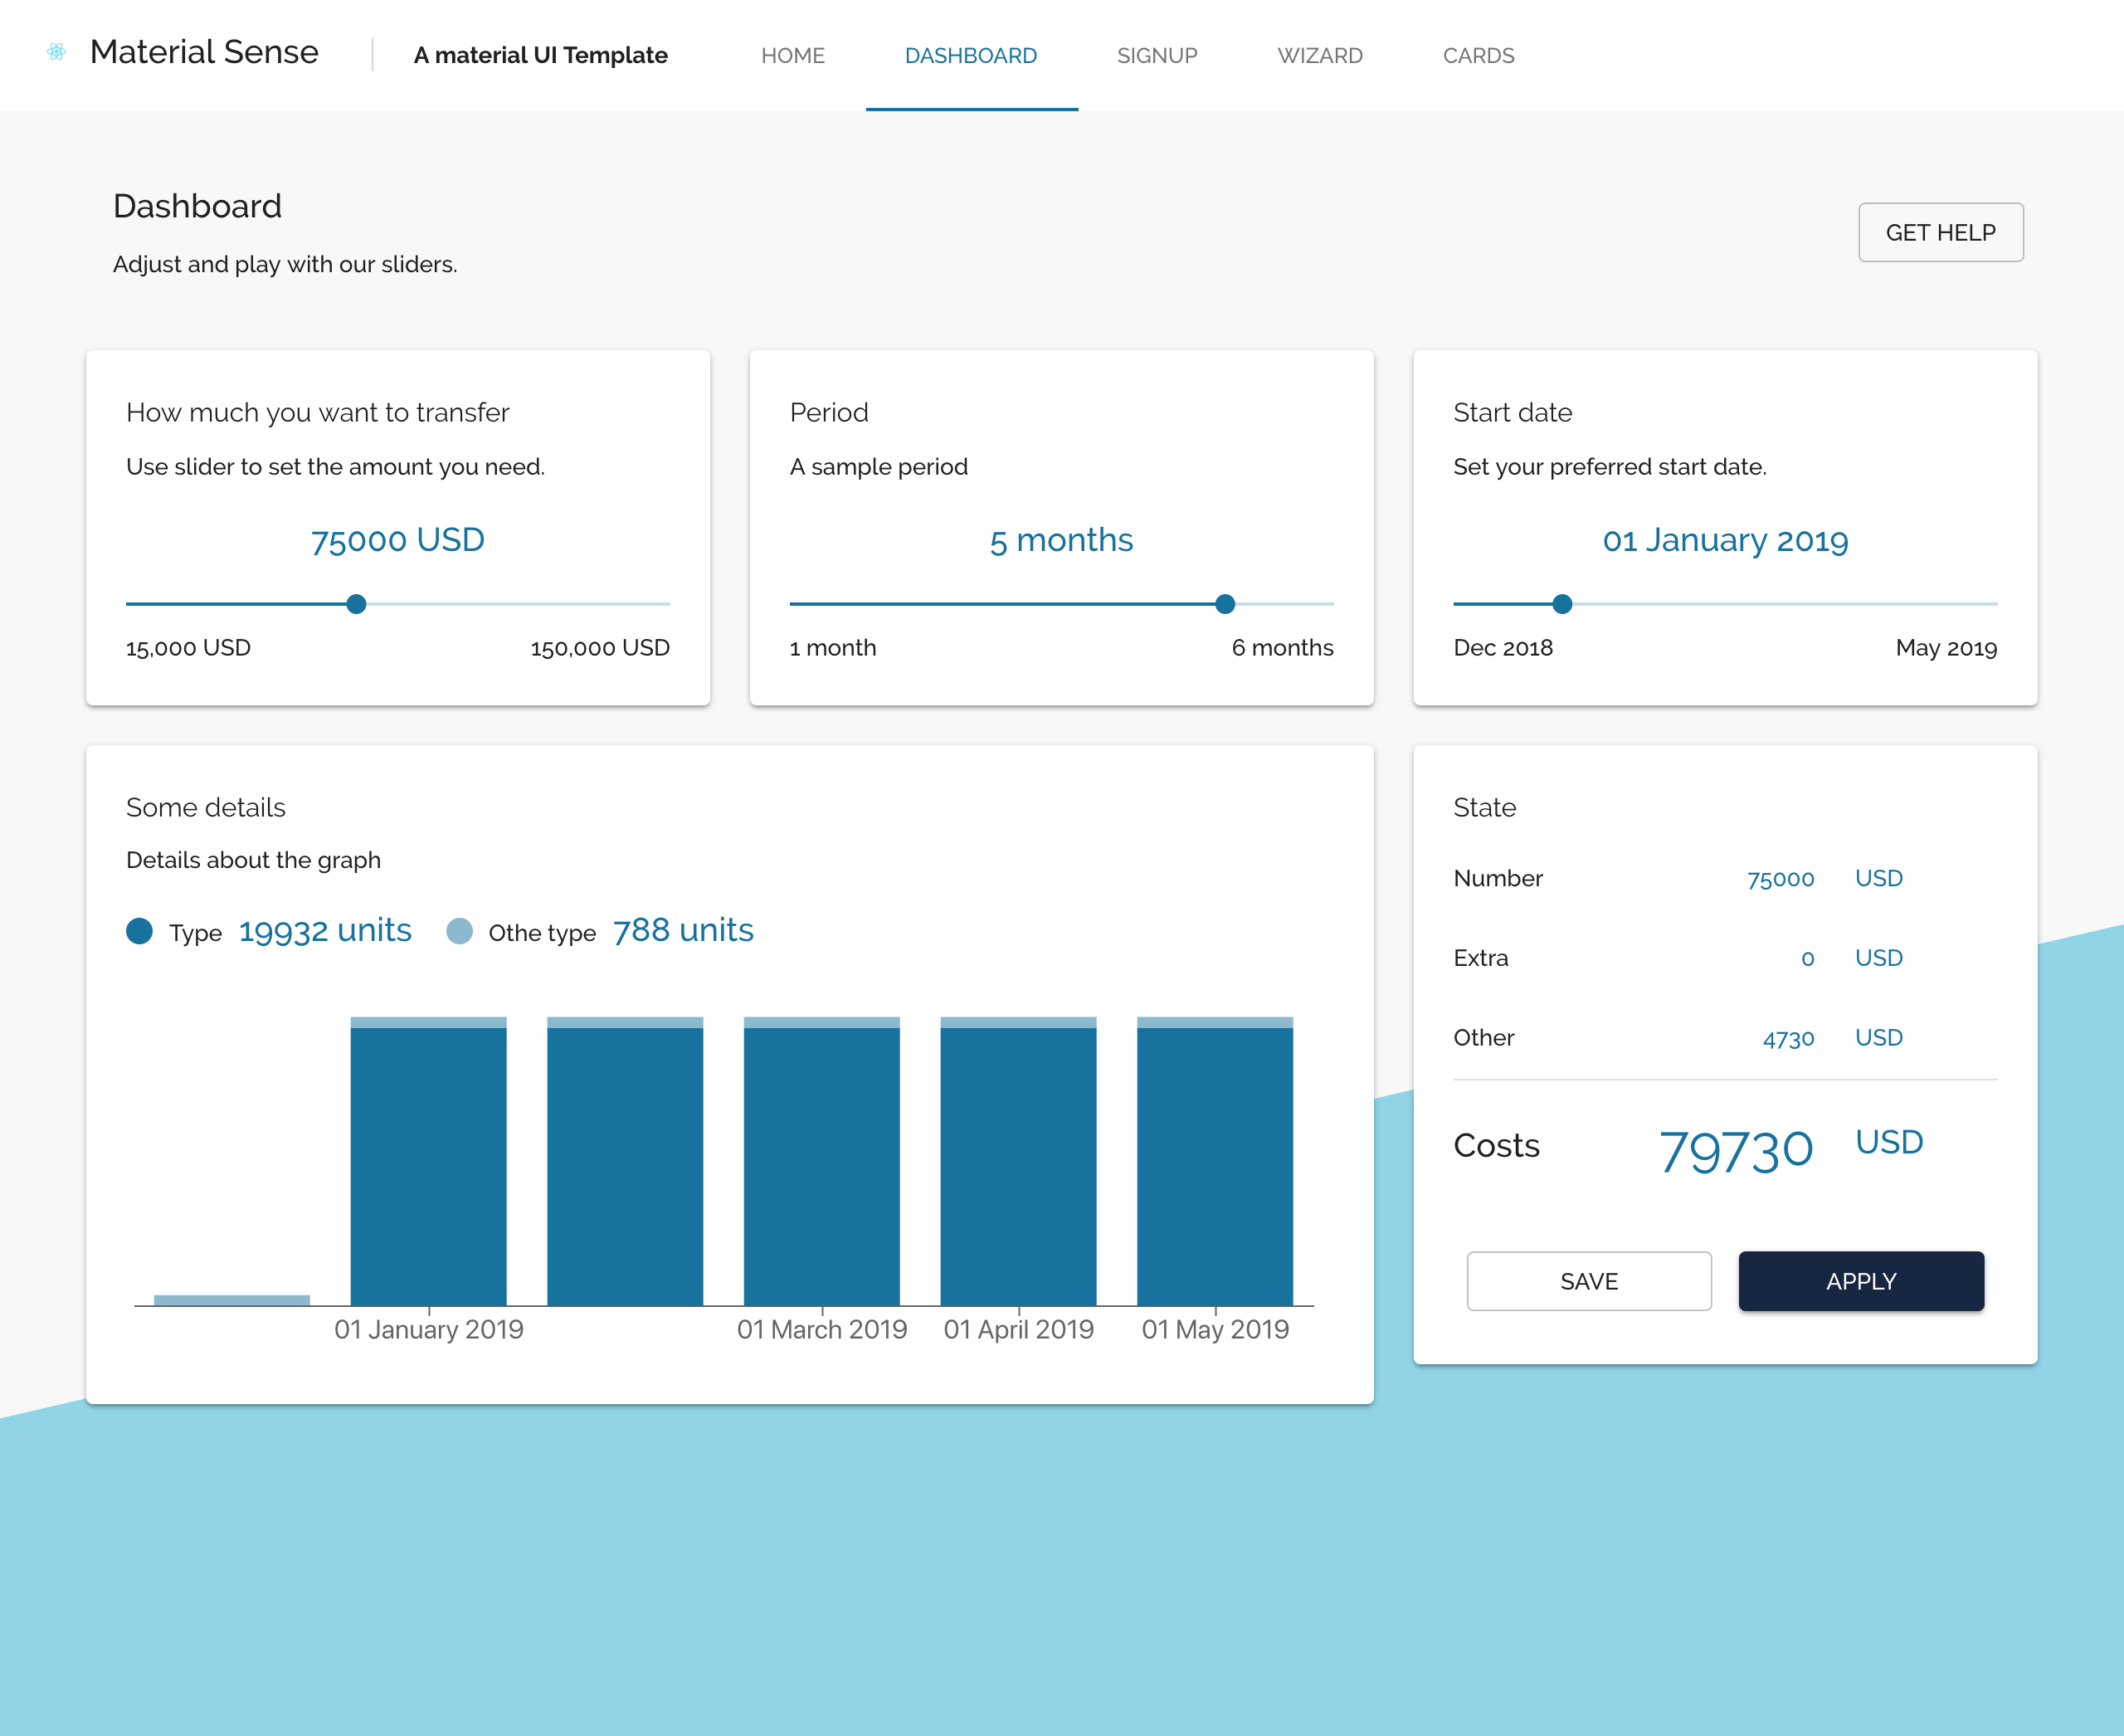 Material Sense
A material UI Template
HOME
DASHBOARD
SIGNUP
WIZARD
CARDS
Dashboard
Adjust and play with our sliders.
GET HELP
How much you want to transfer
Use slider to set the amount you need.
75000 USD
15,000 USD
150,000 USD
Period
A sample period
5 months
1 month
6 months
Start date
Set your preferred start date.
01 January 2019
Dec 2018
May 2019
Some details
Details about the graph
Type 19932 units
Othe type 788 units
01 January 2019
01 March 2019
01 April 2019
01 May 2019
State
Number 75000 USD
Extra 0 USD
Other 4730 USD
Costs 79730 USD
SAVE
APPLY